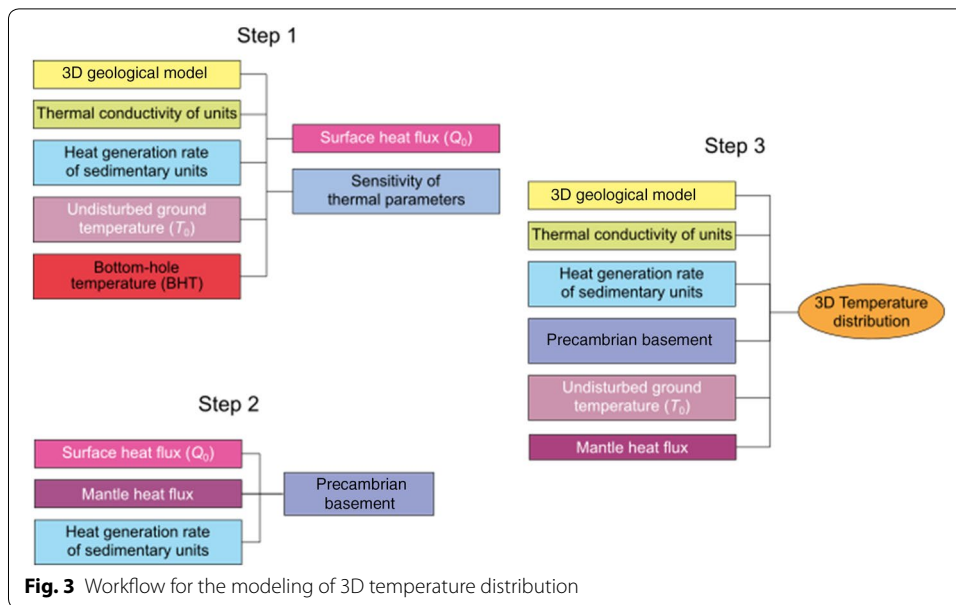 Step 1
3D geological model
Thermal conductivity of units
Heat generation rate
of sedimentary units
Undisturbed ground
temperature (T₀)
Bottom-hole
temperature (BHT)
Surface heat flux (Q₀)
Sensitivity of
thermal parameters
Step 2
Surface heat flux (Q₀)
Mantle heat flux
Heat generation rate
of sedimentary units
Precambrian
basement
Step 3
3D geological model
Thermal conductivity of units
Heat generation rate
of sedimentary units
Precambrian basement
Undisturbed ground
temperature (T₀)
Mantle heat flux
3D Temperature
distribution
Fig. 3 Workflow for the modeling of 3D temperature distribution